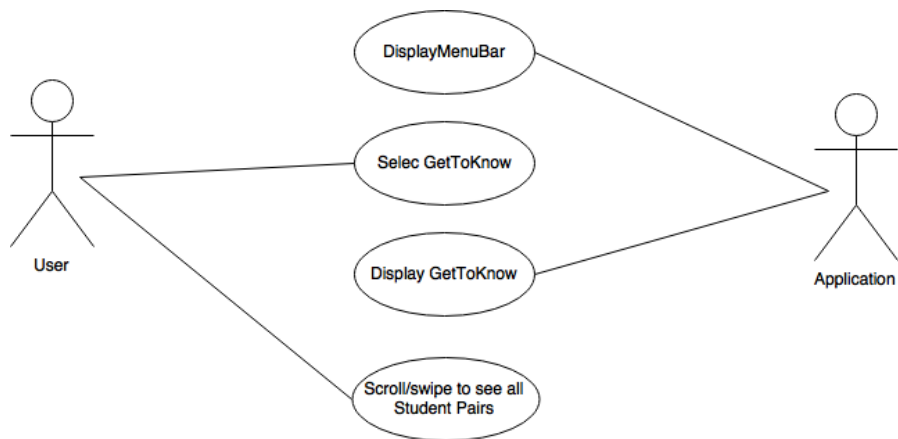 DisplayMenuBar
Selec GetToKnow
User
Display GetToKnow
Application
Scroll/swipe to see all
Student Pairs